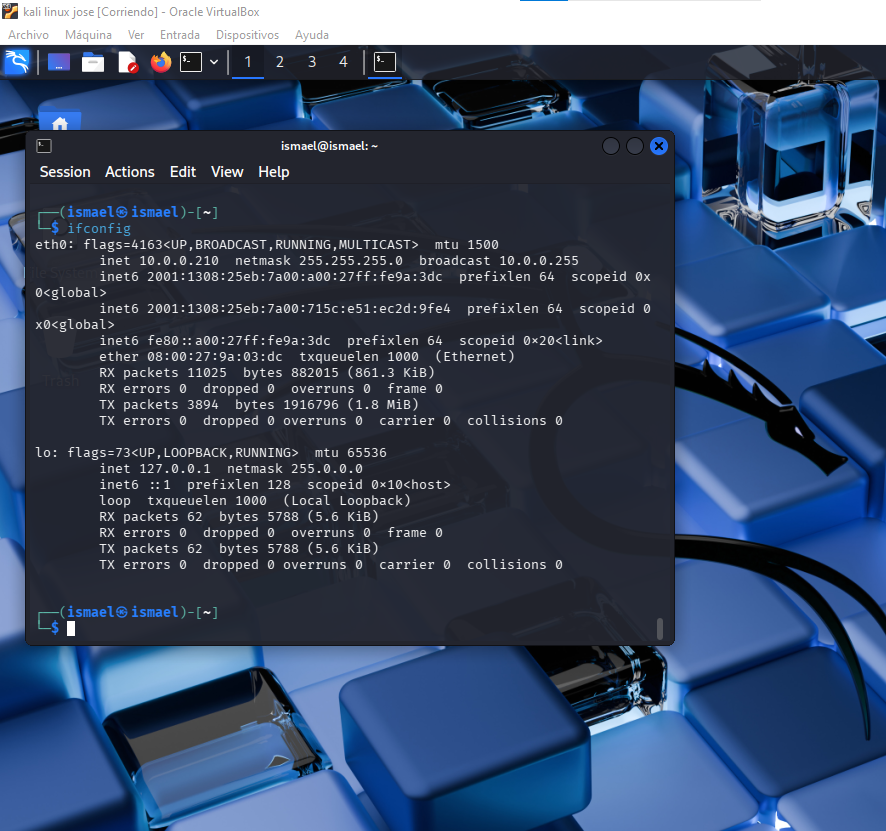 kali linux jose [Corriendo] - Oracle VirtualBox
Archivo Máquina Ver Entrada Dispositivos Ayuda
1 2 3 4
ismael@ismael: ~
Session Actions Edit View Help
┌──(ismael㉿ismael)-[~]
└─$ ifconfig
eth0: flags=4163<UP,BROADCAST,RUNNING,MULTICAST>  mtu 1500
        inet 10.0.0.210  netmask 255.255.255.0  broadcast 10.0.0.255
        inet6 2001:1308:25eb:7a00:a00:27ff:fe9a:3dc  prefixlen 64  scopeid 0x
0<global>
        inet6 2001:1308:25eb:7a00:715c:e51:ec2d:9fe4  prefixlen 64  scopeid 0
x0<global>
        inet6 fe80::a00:27ff:fe9a:3dc  prefixlen 64  scopeid 0×20<link>
        ether 08:00:27:9a:03:dc  txqueuelen 1000  (Ethernet)
        RX packets 11025  bytes 882015 (861.3 KiB)
        RX errors 0  dropped 0  overruns 0  frame 0
        TX packets 3894  bytes 1916796 (1.8 MiB)
        TX errors 0  dropped 0 overruns 0  carrier 0  collisions 0
lo: flags=73<UP,LOOPBACK,RUNNING>  mtu 65536
        inet 127.0.0.1  netmask 255.0.0.0
        inet6 ::1  prefixlen 128  scopeid 0×10<host>
        loop  txqueuelen 1000  (Local Loopback)
        RX packets 62  bytes 5788 (5.6 KiB)
        RX errors 0  dropped 0  overruns 0  frame 0
        TX packets 62  bytes 5788 (5.6 KiB)
        TX errors 0  dropped 0 overruns 0  carrier 0  collisions 0
┌──(ismael㉿ismael)-[~]
└─$
Trash